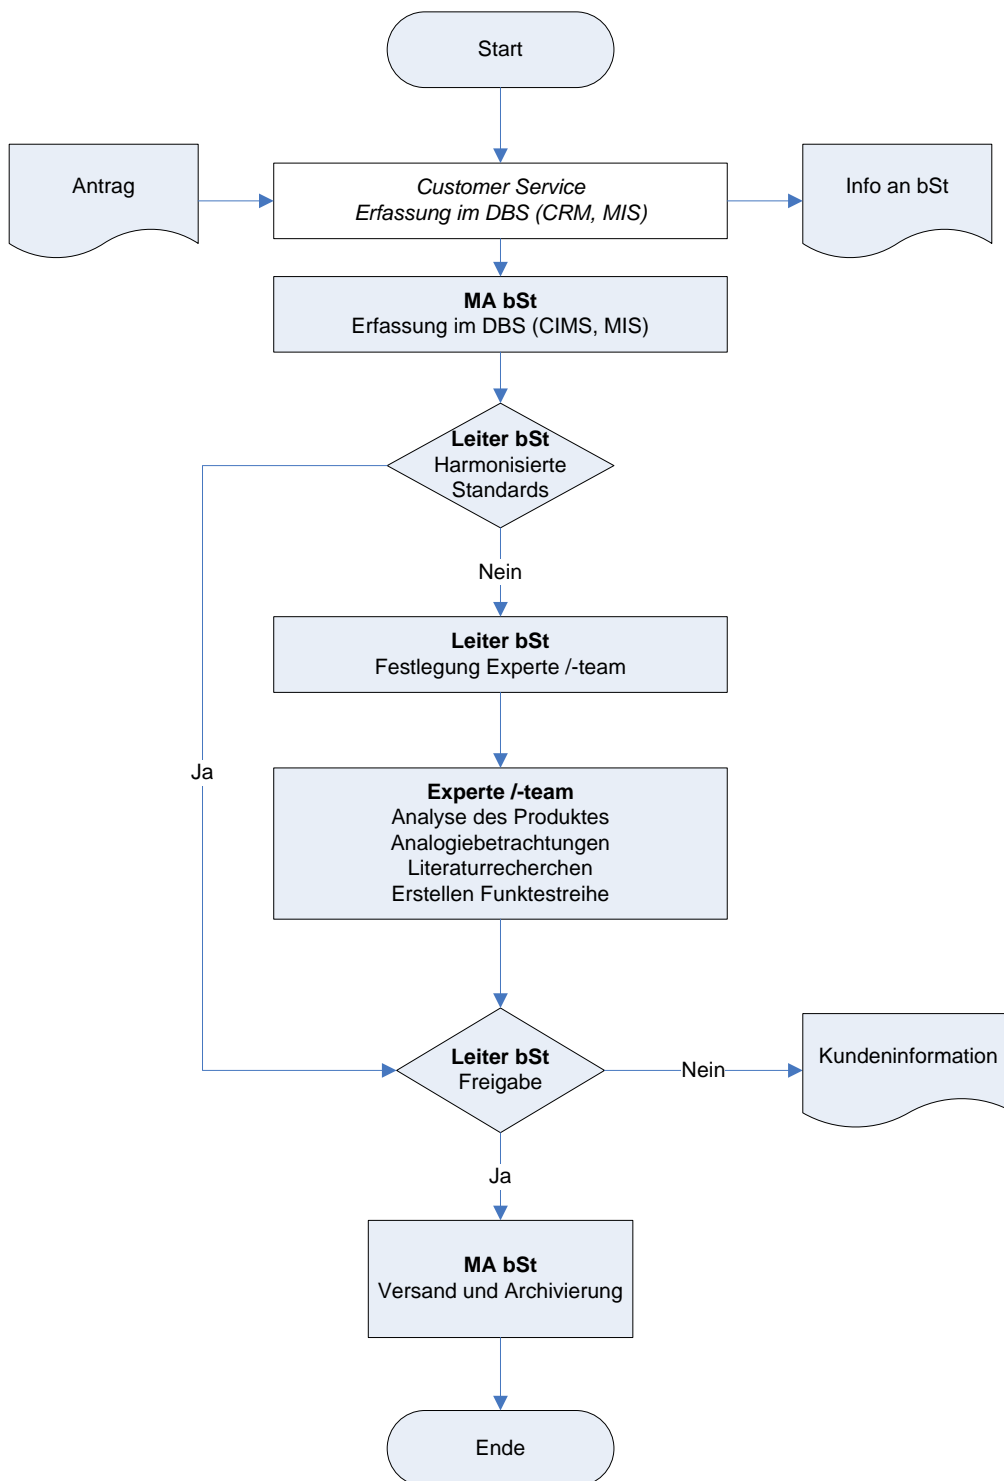 Start
Antrag
Customer Service
Erfassung im DBS (CRM, MIS)
Info an bSt
MA bSt
Erfassung im DBS (CIMS, MIS)
Leiter bSt
Harmonisierte
Standards
Nein
Leiter bSt
Festlegung Experte /-team
Ja
Experte /-team
Analyse des Produktes
Analogiebetrachtungen
Literaturrecherchen
Erstellen Funktestreihe
Leiter bSt
Freigabe
Nein
Kundeninformation
Ja
MA bSt
Versand und Archivierung
Ende